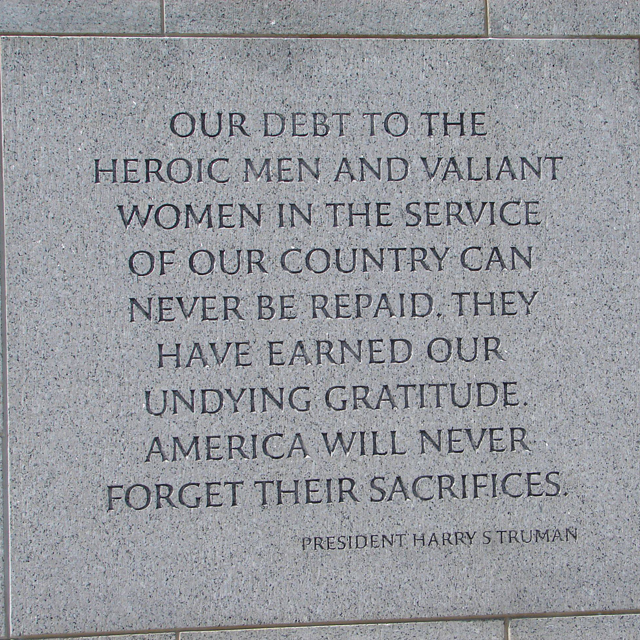 OUR DEBT TO THE
HEROIC MEN AND VALIANT
WOMEN IN THE SERVICE
OF OUR COUNTRY CAN
NEVER BE REPAID. THEY
HAVE EARNED OUR
UNDYING GRATITUDE.
AMERICA WILL NEVER
FORGET THEIR SACRIFICES.
PRESIDENT HARRY S TRUMAN